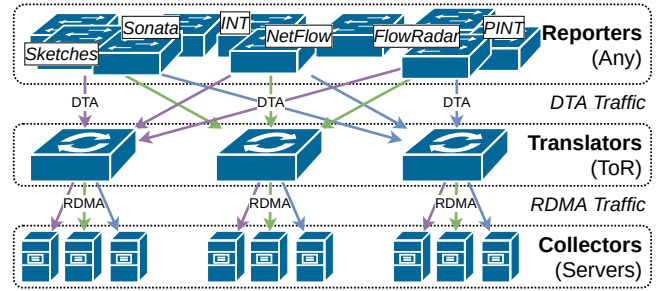 Sketches
Sonata
INT
NetFlow
FlowRadar
PINT
Reporters
(Any)
DTA
DTA
DTA
DTA Traffic
Translators
(ToR)
RDMA
RDMA
RDMA
RDMA Traffic
Collectors
(Servers)